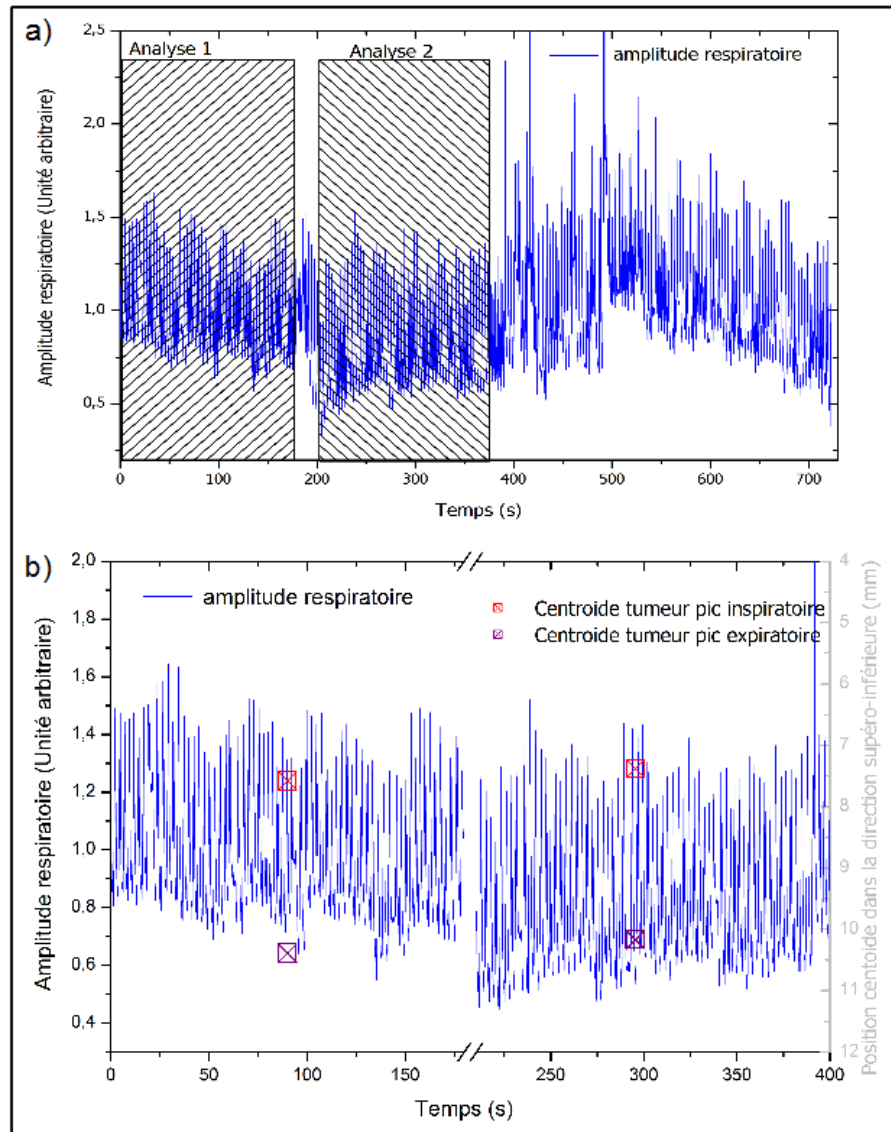 a)
Analyse 1
Analyse 2
amplitude respiratoire
Amplitude respiratoire (Unité arbitraire)
2,5
2,0
1,5
1,0
0,5
0 100 200 300 400 500 600 700
Temps (s)
b)
amplitude respiratoire
Centroide tumeur pic inspiratoire
Centroide tumeur pic expiratoire
Amplitude respiratoire (Unité arbitraire)
2,0
1,8
1,6
1,4
1,2
1,0
0,8
0,6
0,4
4
5
6
7
8
9
10
11
12
Position centoide dans la direction supéro-inférieure (mm)
0 50 100 150 250 300 350 400
Temps (s)